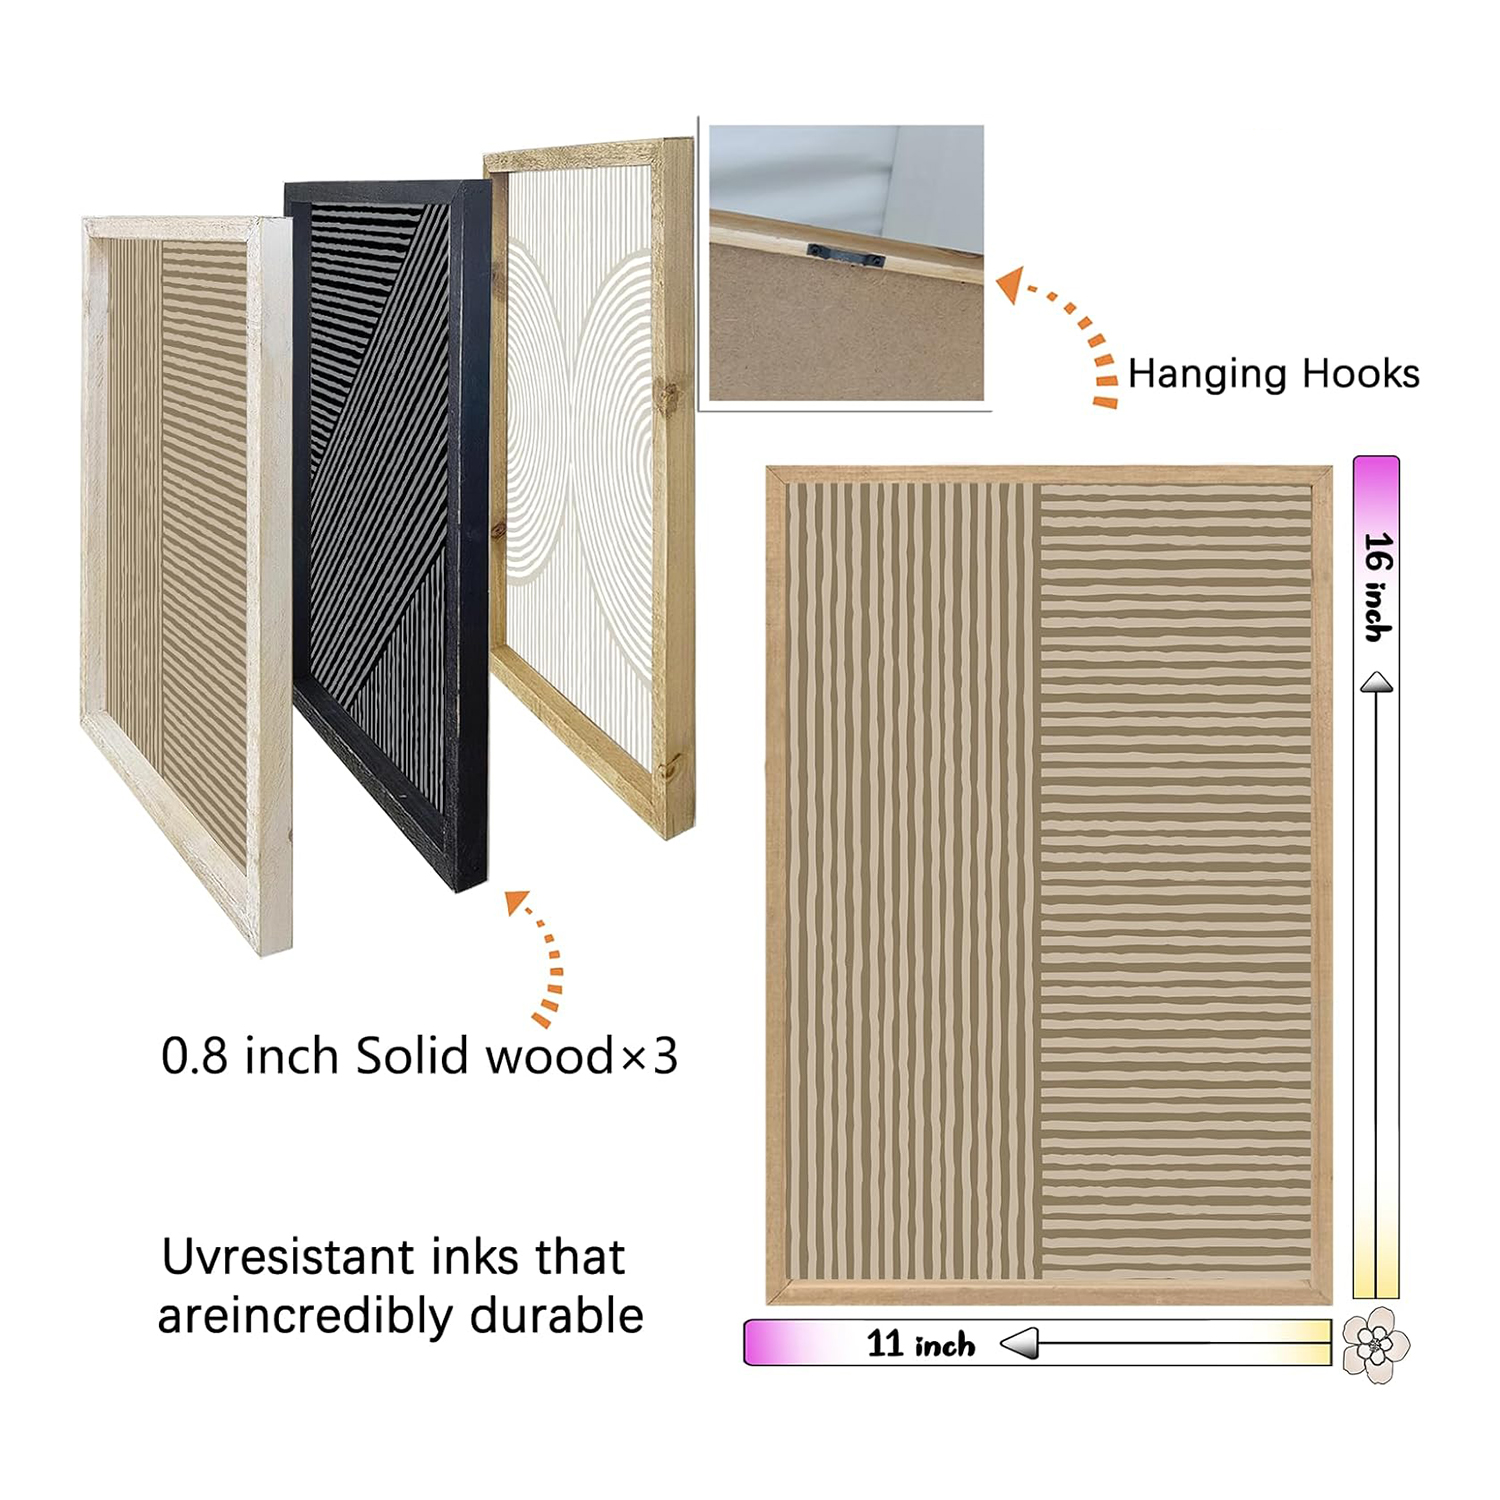 Hanging Hooks
16 inch
0.8 inch Solid wood×3
Uvresistant inks that
areincredibly durable
11 inch